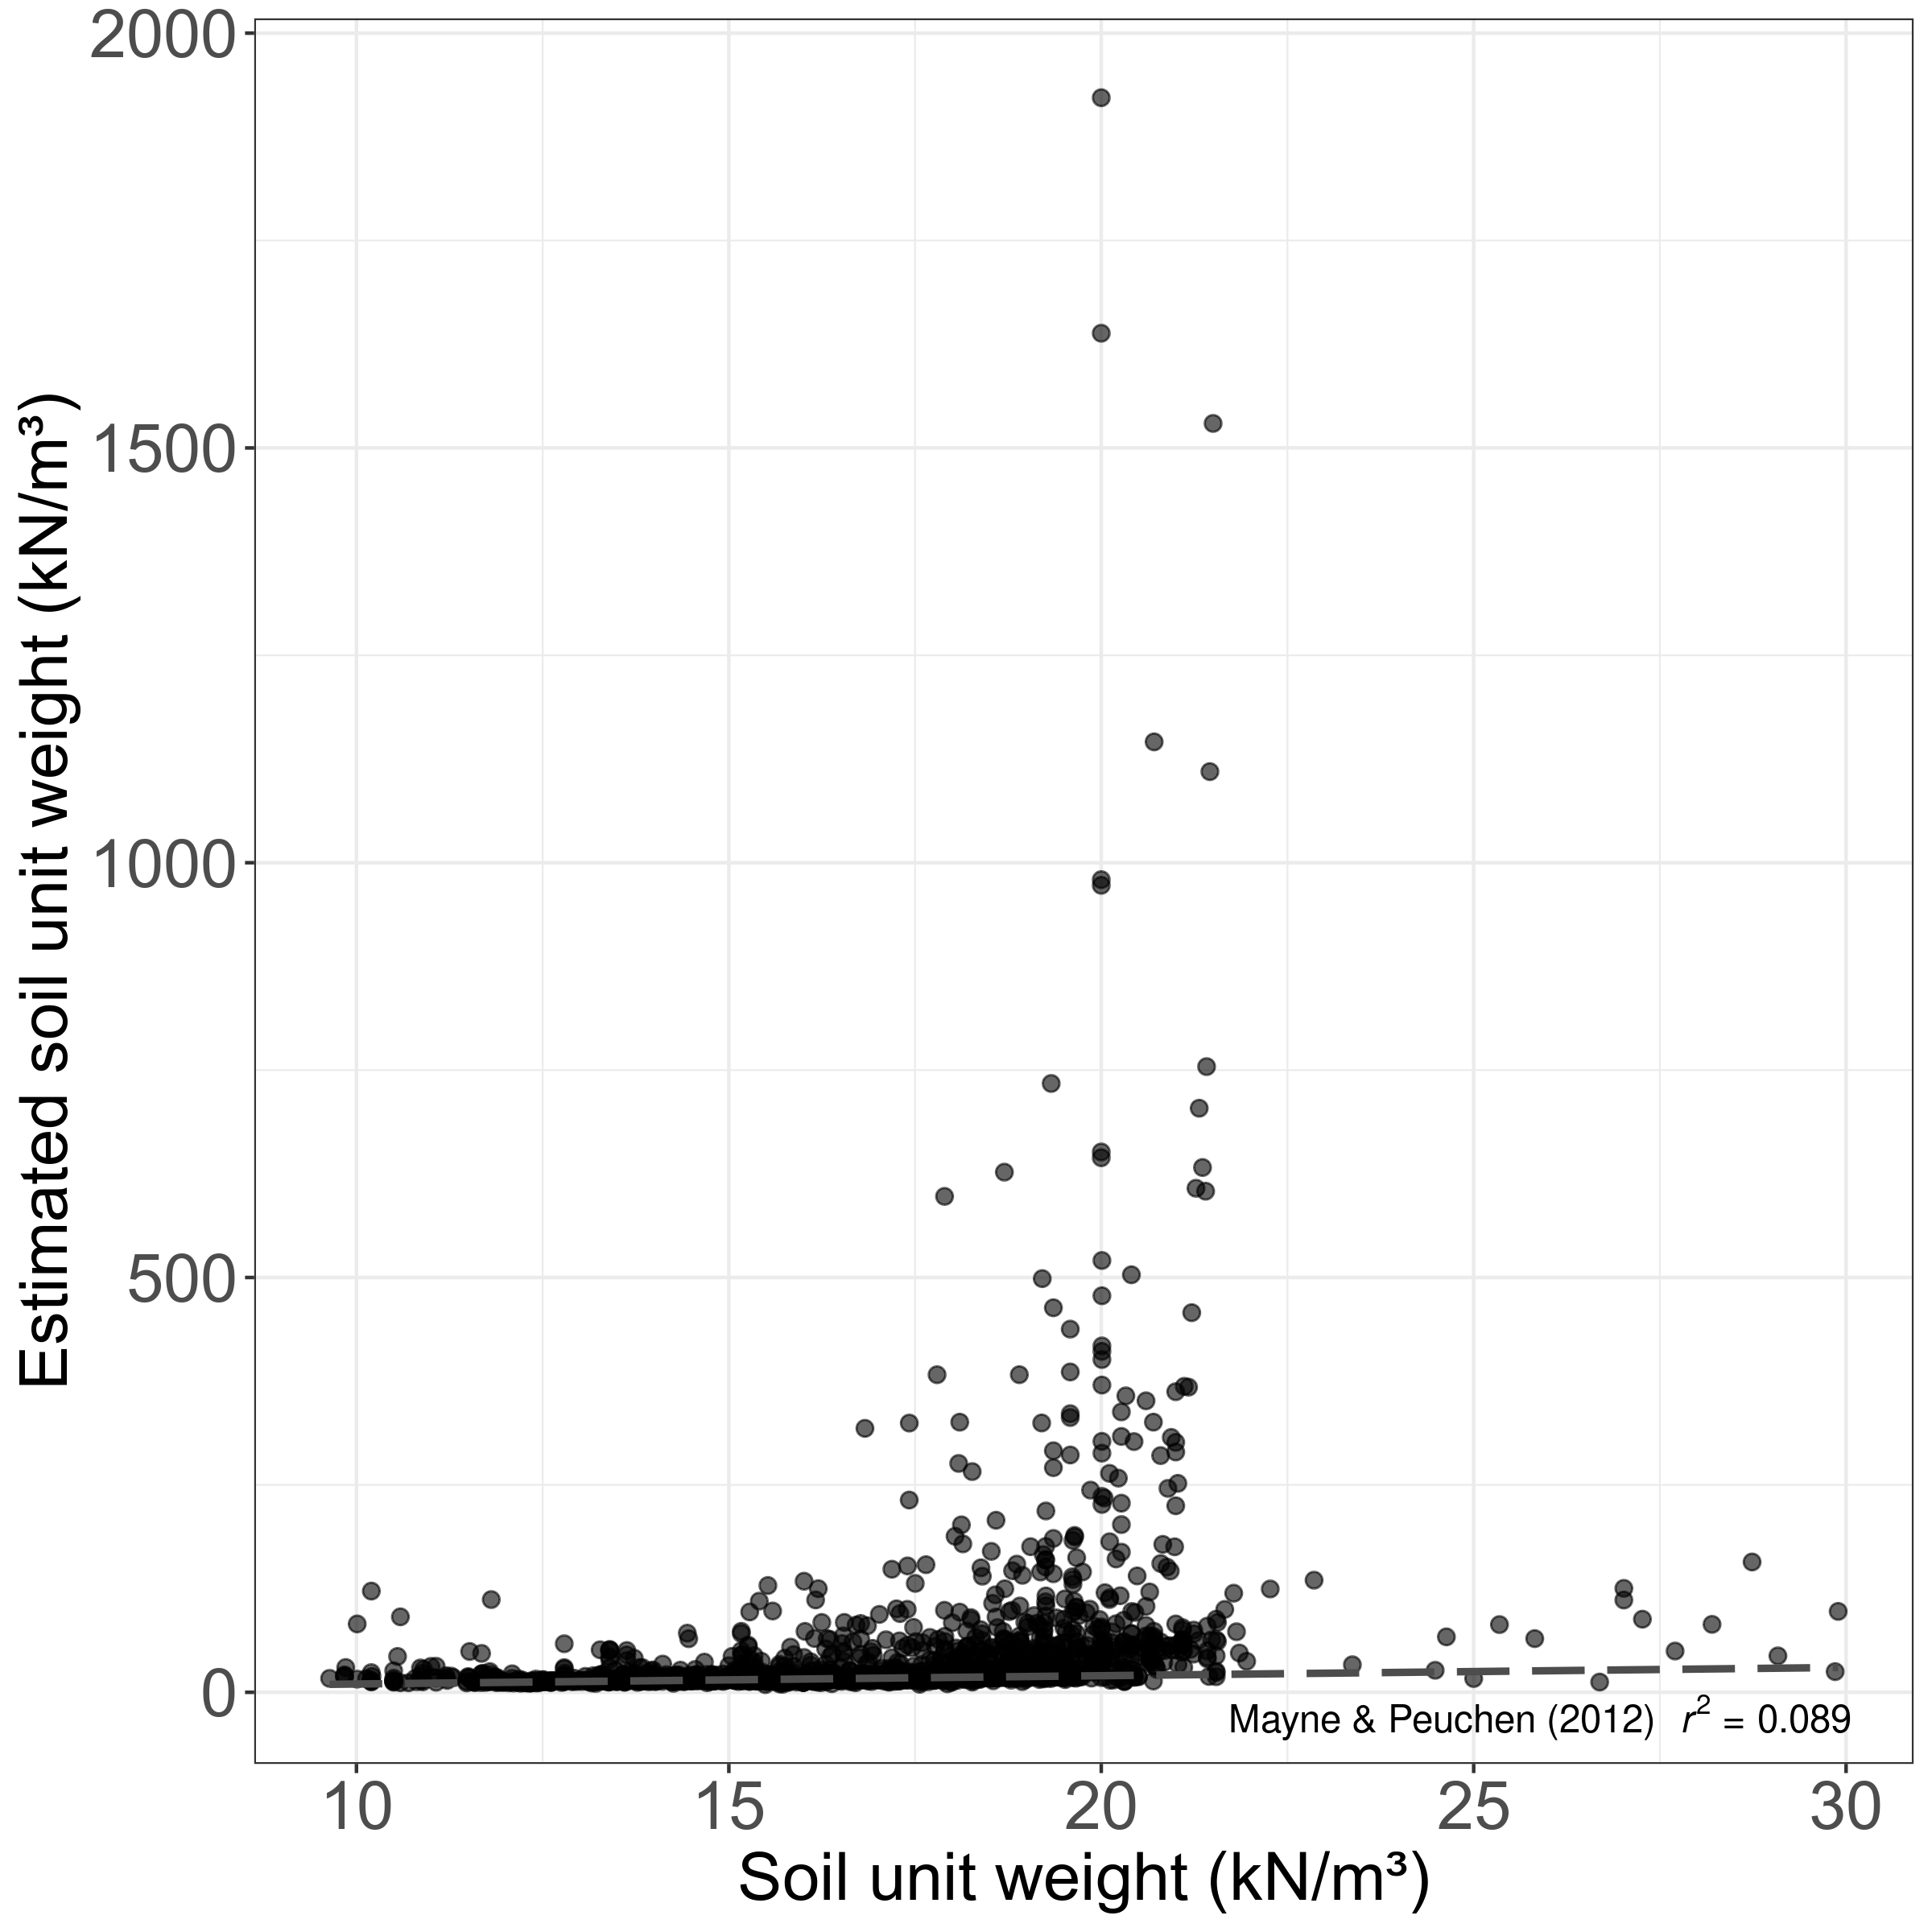 2000
1500
1000
500
0
Estimated soil unit weight (kN/m³)
Mayne & Peuchen (2012) r² = 0.089
10 15 20 25 30
Soil unit weight (kN/m³)